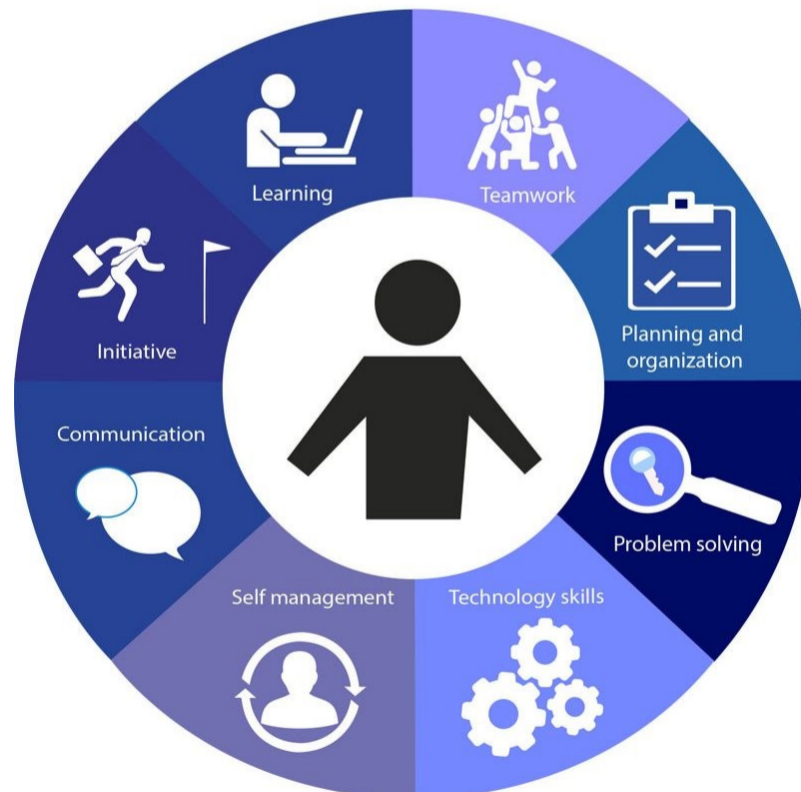 Learning
Teamwork
Planning and
organization
Problem solving
Technology skills
Self management
Communication
Initiative